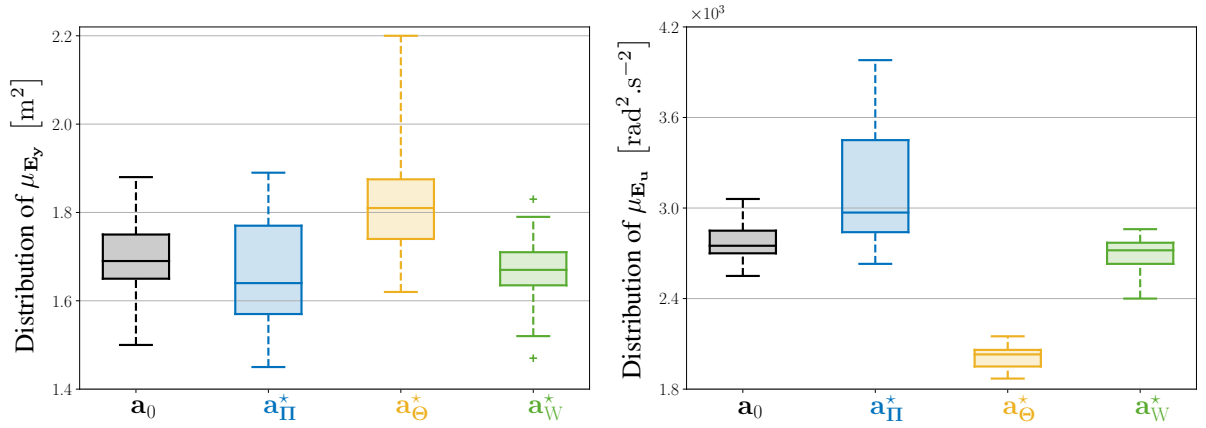 Distribution of μ_{E_y} [m²]
2.2
2.0
1.8
1.6
1.4
a₀
a^⋆_Π
a^⋆_Θ
a^⋆_W
Distribution of μ_{E_u} [rad².s⁻²]
×10³
4.2
3.6
3.0
2.4
1.8
a₀
a^⋆_Π
a^⋆_Θ
a^⋆_W